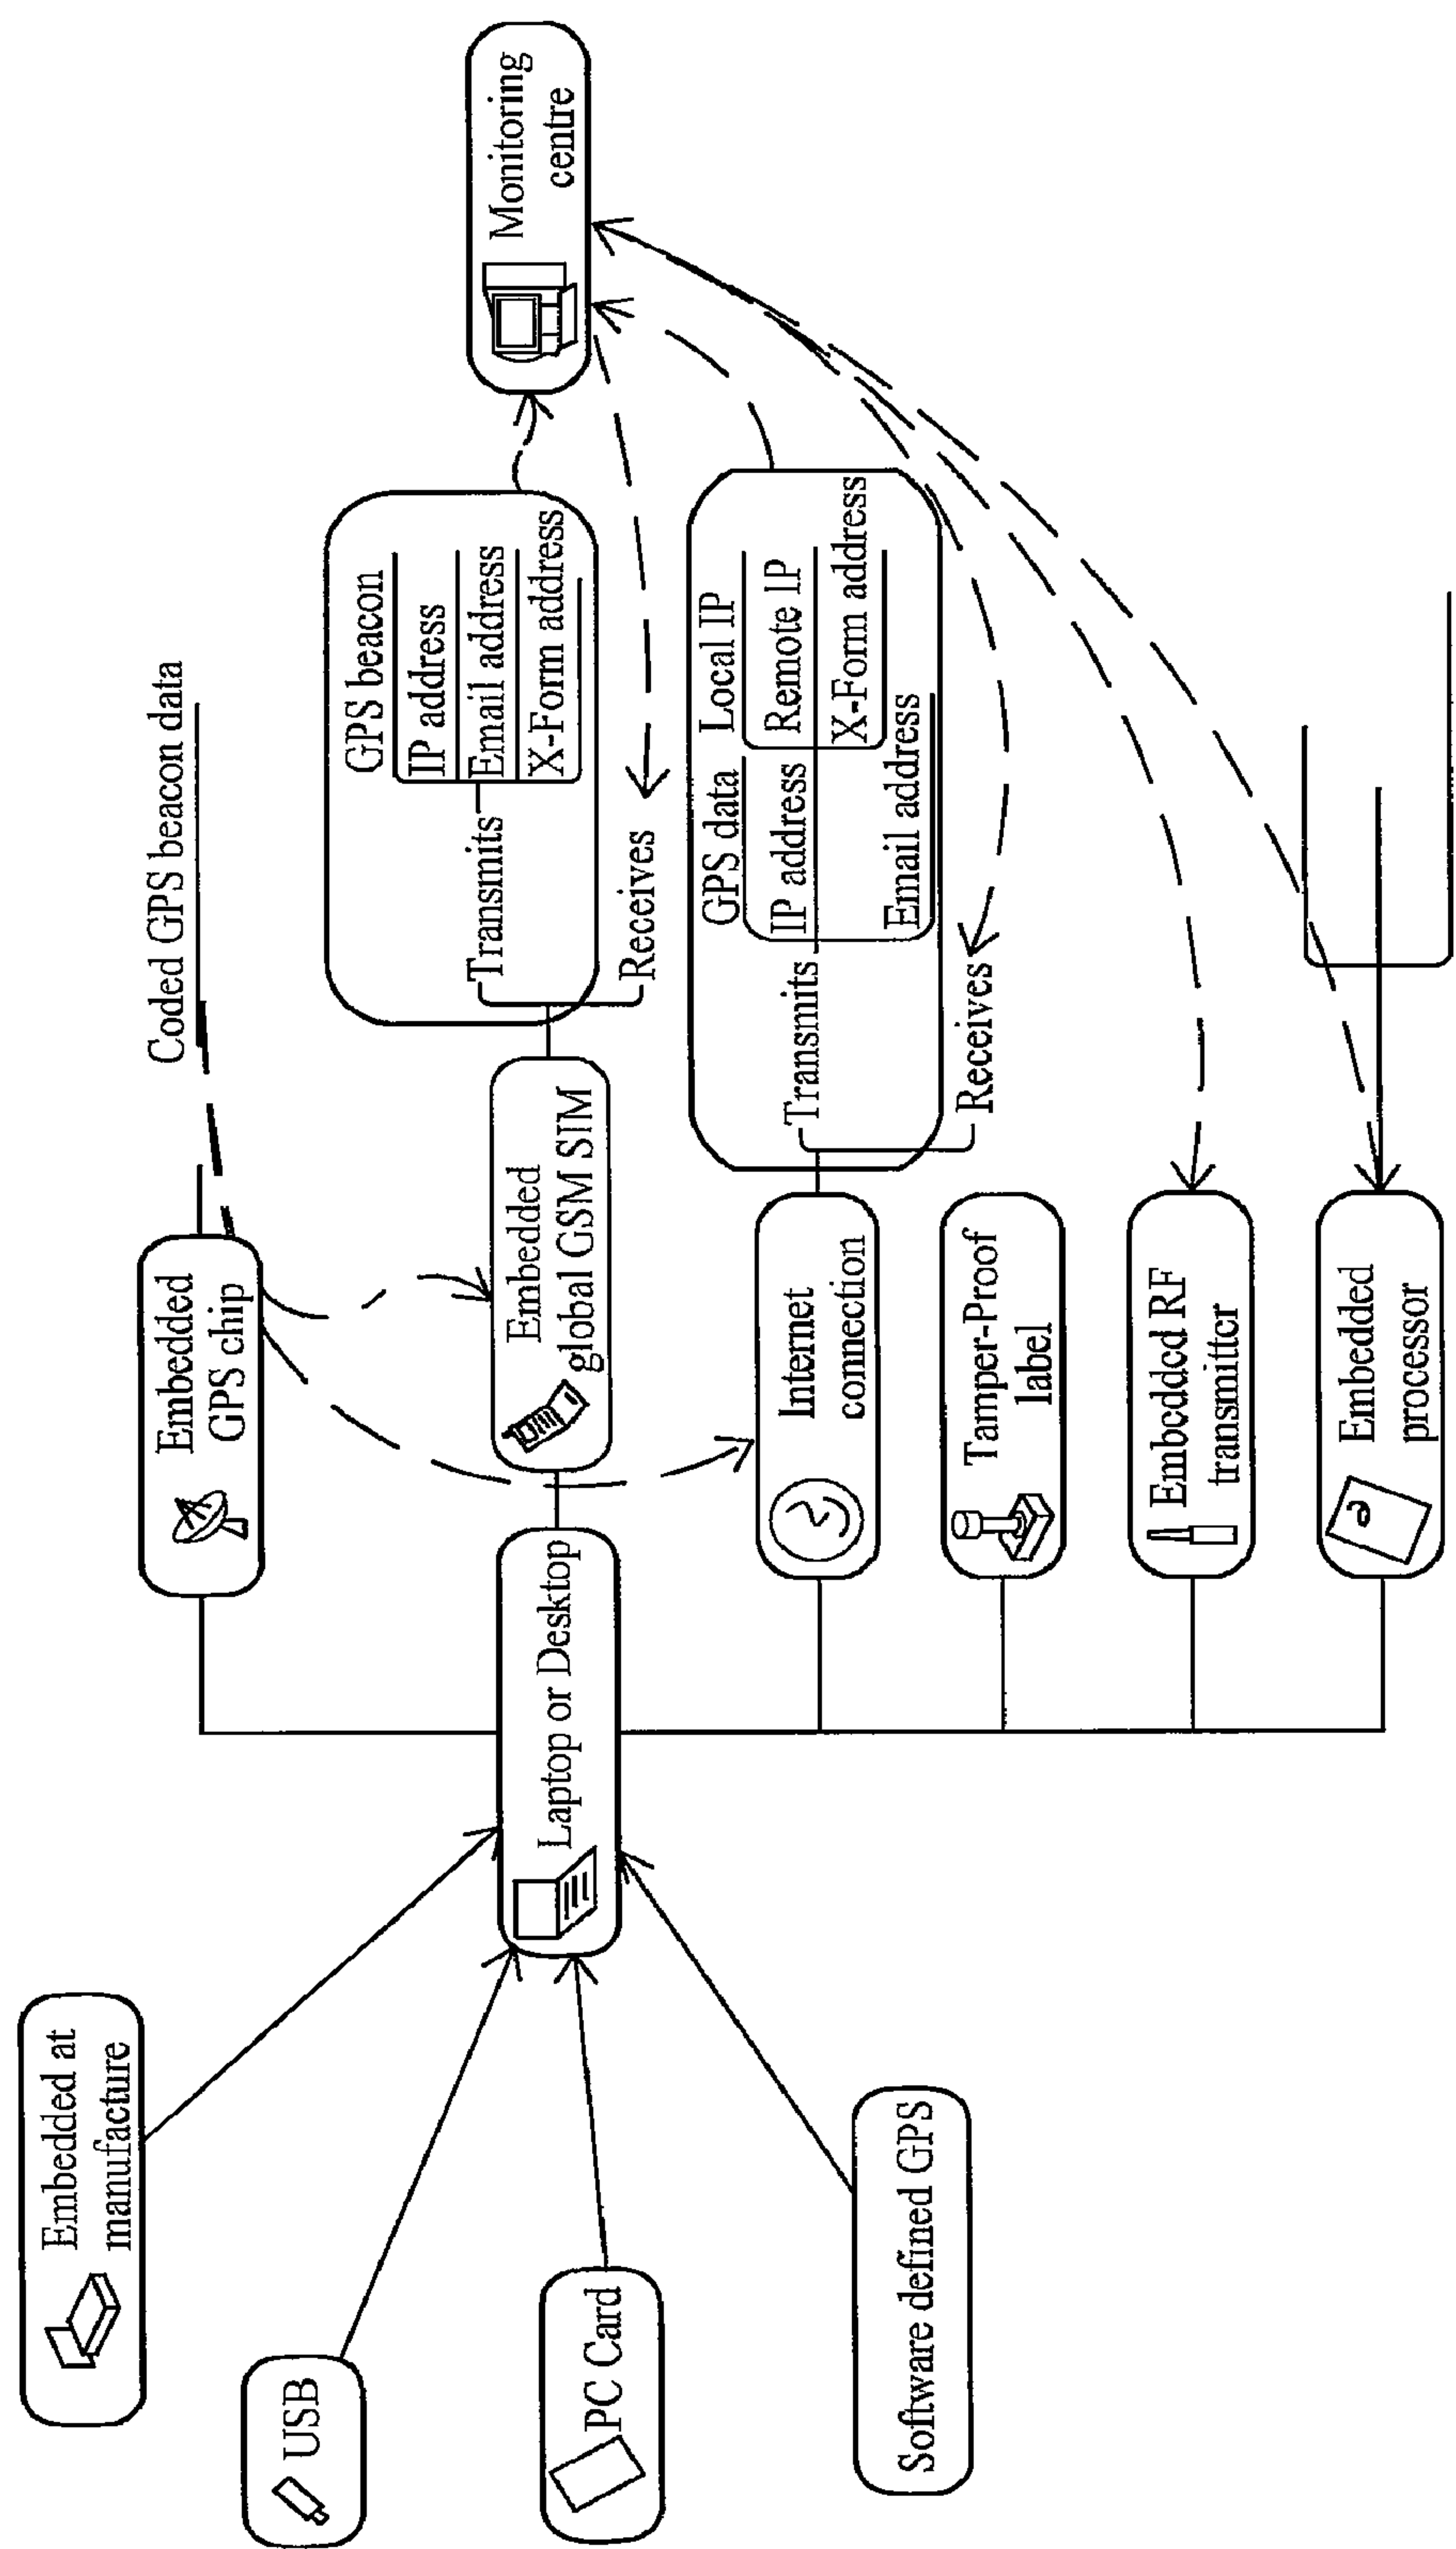 Embedded at
manufacture
USB
PC Card
Software defined GPS
Laptop or Desktop
Embedded
GPS chip
Coded GPS beacon data
Embedded
global GSM SIM
Transmits
GPS beacon
IP address
Email address
X-Form address
Receives
Internet
connection
Transmits
GPS data
IP address
Email address
Local IP
Remote IP
X-Form address
Receives
Tamper-Proof
label
Embedded RF
transmitter
Embedded
processor
Monitoring
centre